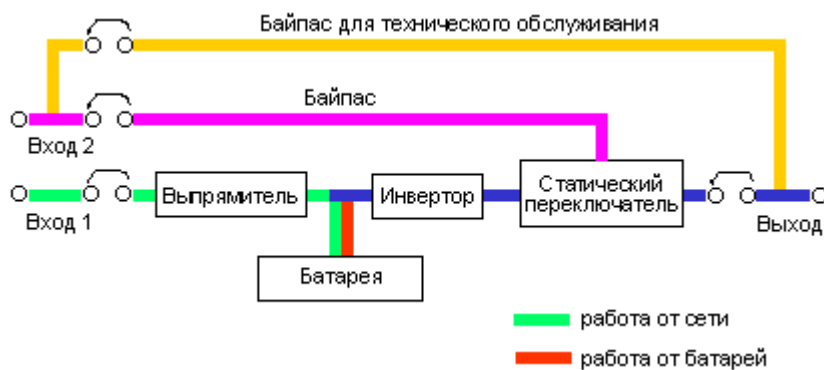 Байпас для технического обслуживания
Байпас
Вход 2
Выпрямитель
Инвертор
Статический
переключатель
Вход 1
Выход
Батарея
работа от сети
работа от батарей